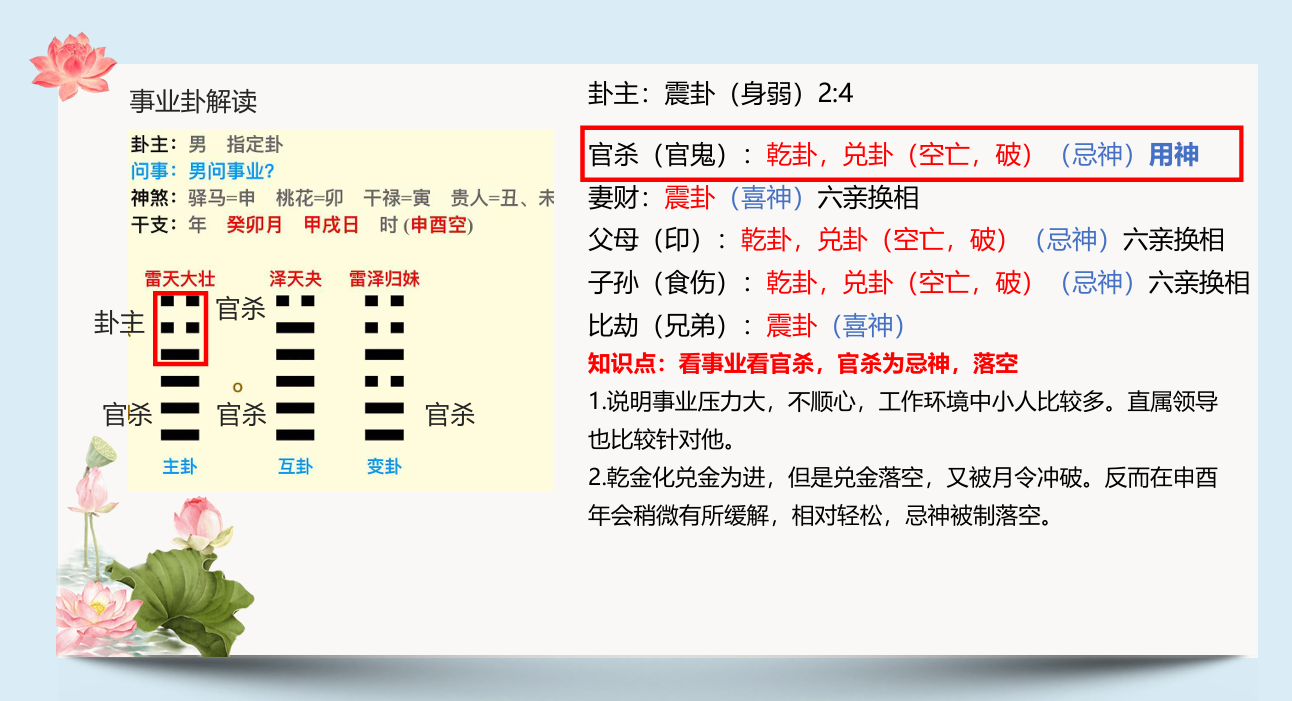 事业卦解读
卦主：男 指定卦
问事：男问事业?
神煞：驿马=申 桃花=卯 干禄=寅 贵人=丑、未
干支：年 癸卯月 甲戌日 时 (申酉空)
雷天大壮 泽天夬 雷泽归妹
卦主 官杀
官杀 官杀 官杀
主卦 互卦 变卦
卦主：震卦（身弱）2:4
官杀（官鬼）：乾卦，兑卦（空亡，破）（忌神）用神
妻财：震卦（喜神）六亲换相
父母（印）：乾卦，兑卦（空亡，破）（忌神）六亲换相
子孙（食伤）：乾卦，兑卦（空亡，破）（忌神）六亲换相
比劫（兄弟）：震卦（喜神）
知识点：看事业看官杀，官杀为忌神，落空
1.说明事业压力大，不顺心，工作环境中小人比较多。直属领导
也比较针对他。
2.乾金化兑金为进，但是兑金落空，又被月令冲破。反而在申酉
年会稍微有所缓解，相对轻松，忌神被制落空。